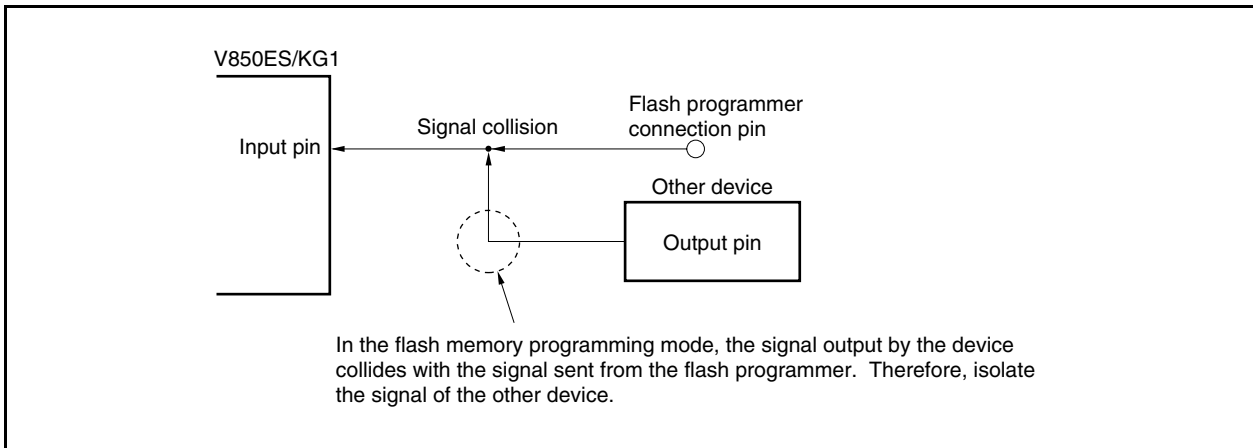 V850ES/KG1
Flash programmer
connection pin
Signal collision
Input pin
Other device
Output pin
In the flash memory programming mode, the signal output by the device
collides with the signal sent from the flash programmer.  Therefore, isolate
the signal of the other device.